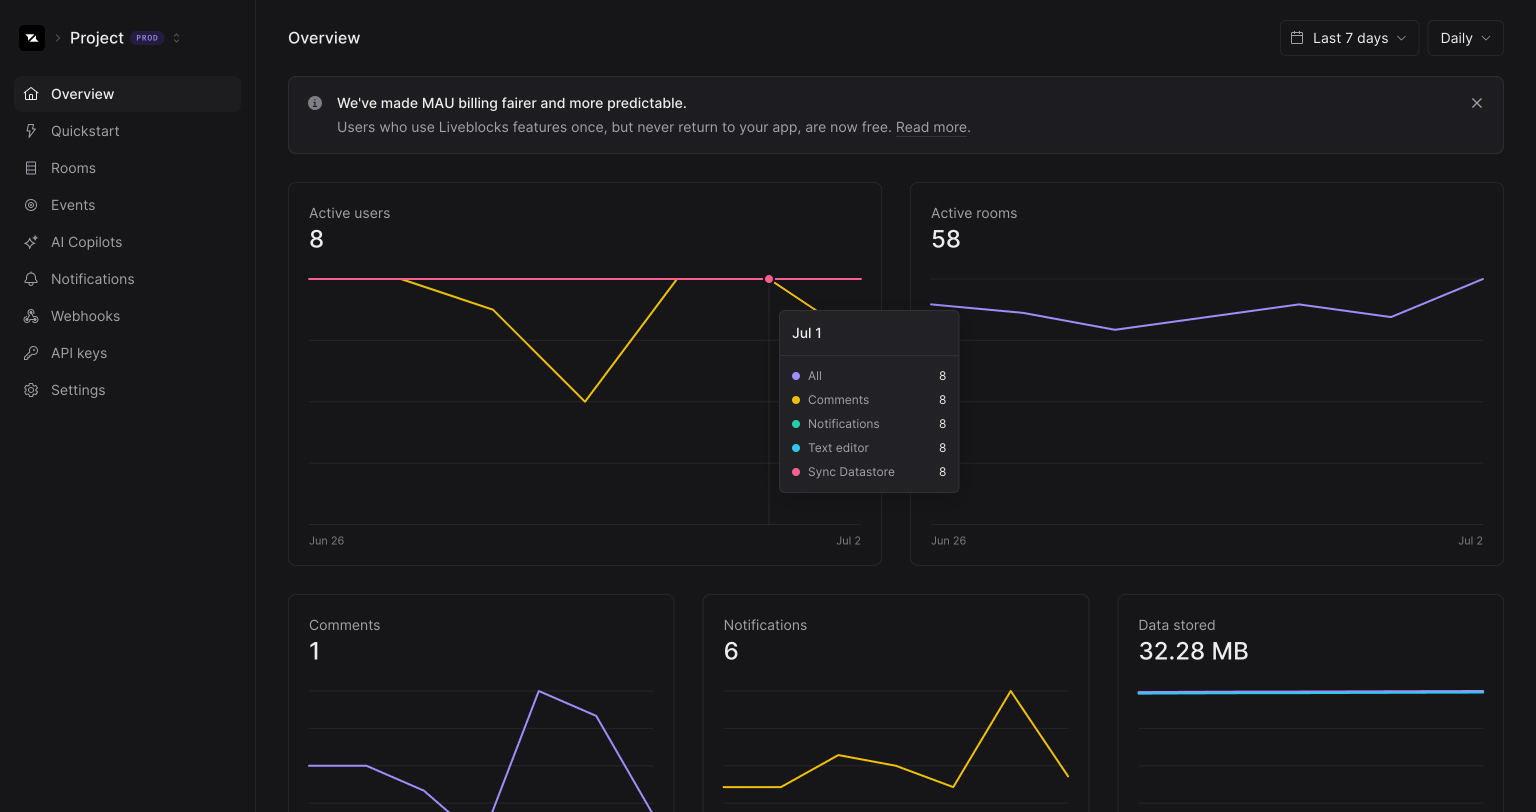 Project PROD
Overview
Quickstart
Rooms
Events
AI Copilots
Notifications
Webhooks
API keys
Settings
Overview
Last 7 days
Daily
We've made MAU billing fairer and more predictable.
Users who use Liveblocks features once, but never return to your app, are now free. Read more.
Active users
8
Jun 26
Jul 2
Jul 1
All 8
Comments 8
Notifications 8
Text editor 8
Sync Datastore 8
Active rooms
58
Jun 26
Jul 2
Comments
1
Notifications
6
Data stored
32.28 MB